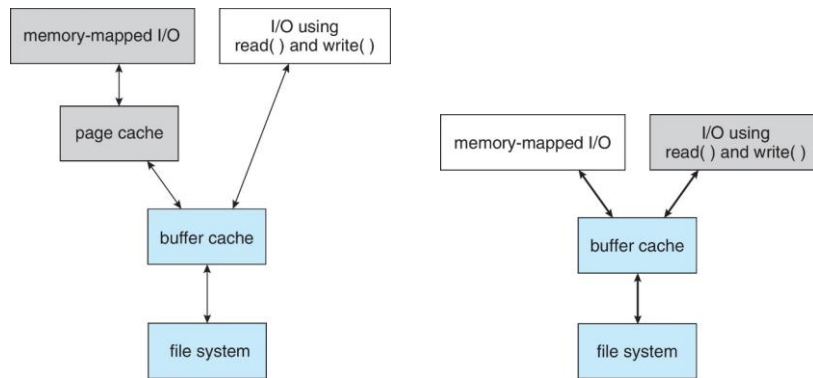 memory-mapped I/O
I/O using
read( ) and write( )
page cache
buffer cache
file system
memory-mapped I/O
I/O using
read( ) and write( )
buffer cache
file system